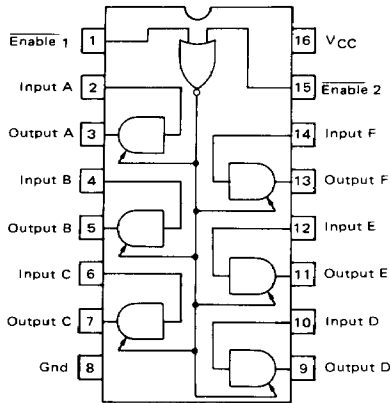 Enable 1 1 16 VCC
Input A 2 15 Enable 2
Output A 3 14 Input F
Input B 4 13 Output F
Output B 5 12 Input E
Input C 6 11 Output E
Output C 7 10 Input D
Gnd 8 9 Output D